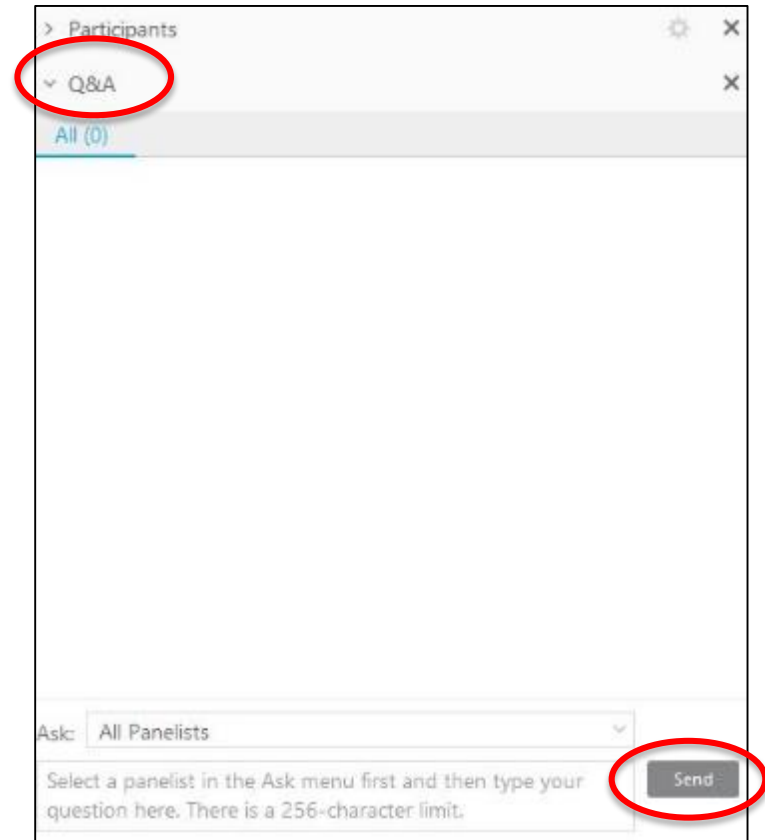 Participants
Q&A
All (0)
Ask: All Panelists
Select a panelist in the Ask menu first and then type your
question here. There is a 256-character limit.
Send